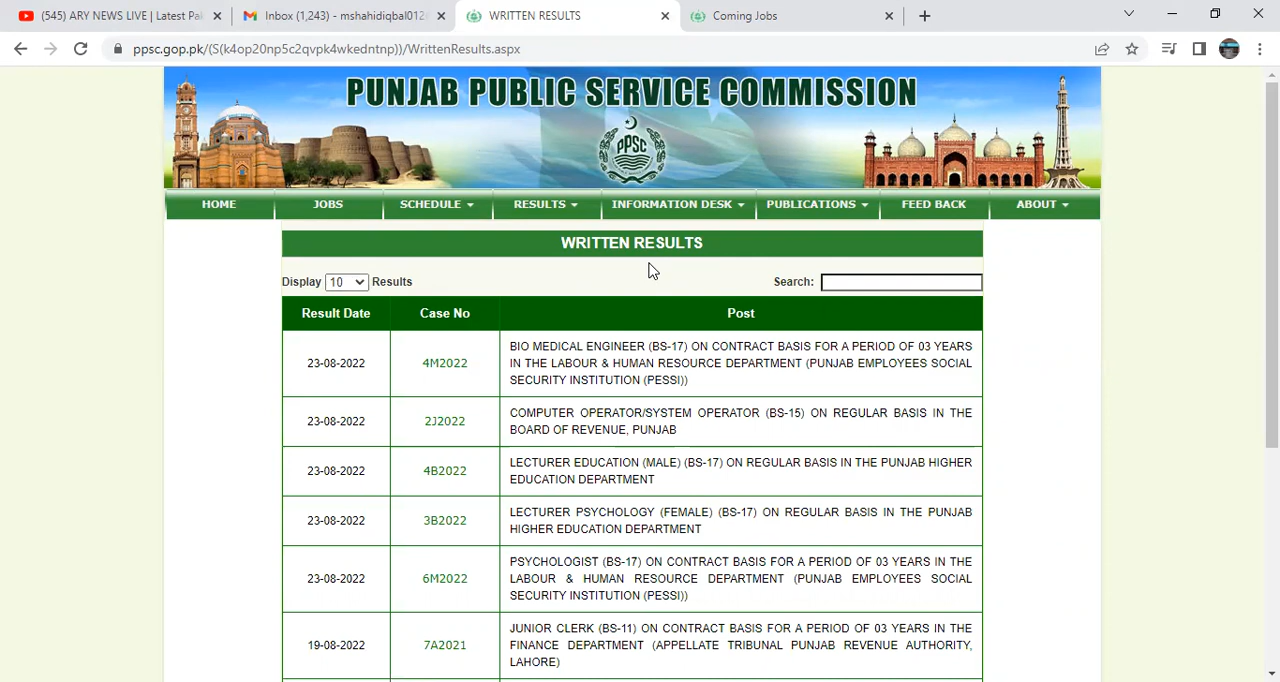 (545) ARY NEWS LIVE | Latest Pak
Inbox (1,243) - mshahidiqbal012
WRITTEN RESULTS
Coming Jobs
ppsc.gop.pk/(S(k4op20np5c2qvpk4wkedntnp))/WrittenResults.aspx
PUNJAB PUBLIC SERVICE COMMISSION
PPSC
HOME
JOBS
SCHEDULE
RESULTS
INFORMATION DESK
PUBLICATIONS
FEED BACK
ABOUT
WRITTEN RESULTS
Display 10 Results
Search:
Result Date Case No Post
23-08-2022 4M2022 BIO MEDICAL ENGINEER (BS-17) ON CONTRACT BASIS FOR A PERIOD OF 03 YEARS
IN THE LABOUR & HUMAN RESOURCE DEPARTMENT (PUNJAB EMPLOYEES SOCIAL
SECURITY INSTITUTION (PESSI))
23-08-2022 2J2022 COMPUTER OPERATOR/SYSTEM OPERATOR (BS-15) ON REGULAR BASIS IN THE
BOARD OF REVENUE, PUNJAB
23-08-2022 4B2022 LECTURER EDUCATION (MALE) (BS-17) ON REGULAR BASIS IN THE PUNJAB HIGHER
EDUCATION DEPARTMENT
23-08-2022 3B2022 LECTURER PSYCHOLOGY (FEMALE) (BS-17) ON REGULAR BASIS IN THE PUNJAB
HIGHER EDUCATION DEPARTMENT
23-08-2022 6M2022 PSYCHOLOGIST (BS-17) ON CONTRACT BASIS FOR A PERIOD OF 03 YEARS IN THE
LABOUR & HUMAN RESOURCE DEPARTMENT (PUNJAB EMPLOYEES SOCIAL
SECURITY INSTITUTION (PESSI))
19-08-2022 7A2021 JUNIOR CLERK (BS-11) ON CONTRACT BASIS FOR A PERIOD OF 03 YEARS IN THE
FINANCE DEPARTMENT (APPELLATE TRIBUNAL PUNJAB REVENUE AUTHORITY,
LAHORE)